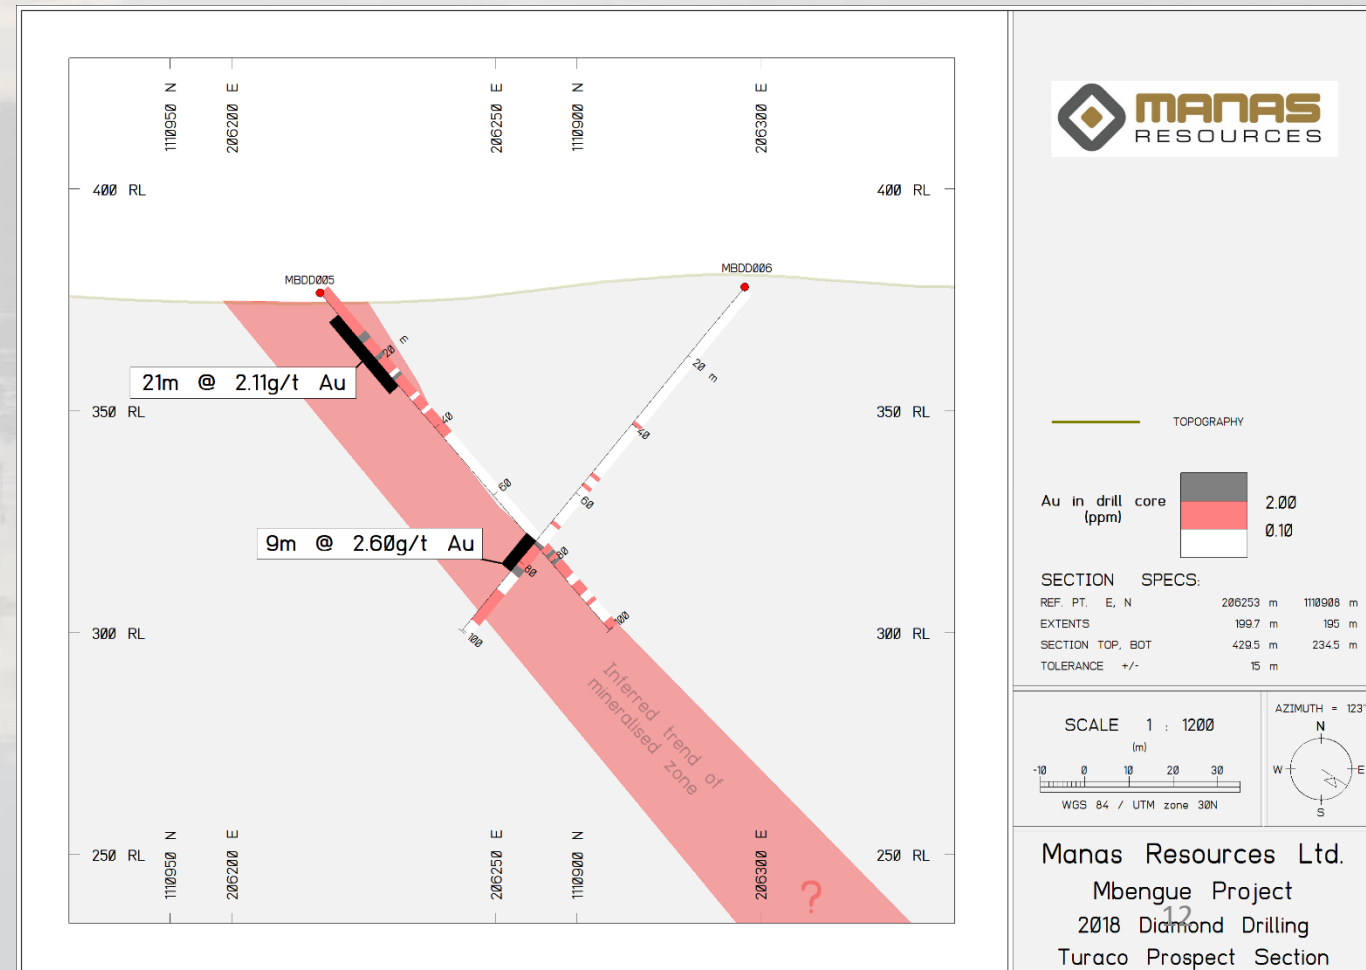 1110950 N
206200 E
206250 E
1110900 N
206300 E
400 RL
400 RL
MBDD005
MBDD006
20 m
20 m
21m @ 2.11g/t Au
350 RL
350 RL
40
40
60
60
9m @ 2.60g/t Au
80
80
100
100
300 RL
300 RL
Inferred trend of
mineralised zone
250 RL
250 RL
1110950 N
206200 E
206250 E
1110900 N
206300 E
?
MANAS
RESOURCES
TOPOGRAPHY
Au in drill core
(ppm)
2.00
0.10
SECTION SPECS:
REF. PT. E, N 206253 m 1110908 m
EXTENTS 199.7 m 195 m
SECTION TOP, BOT 429.5 m 234.5 m
TOLERANCE +/- 15 m
SCALE 1 : 1200
(m)
-10 0 10 20 30
WGS 84 / UTM zone 30N
AZIMUTH = 123°
N
W E
S
Manas Resources Ltd.
Mbengue Project
2018 Diamond Drilling
12
Turaco Prospect Section